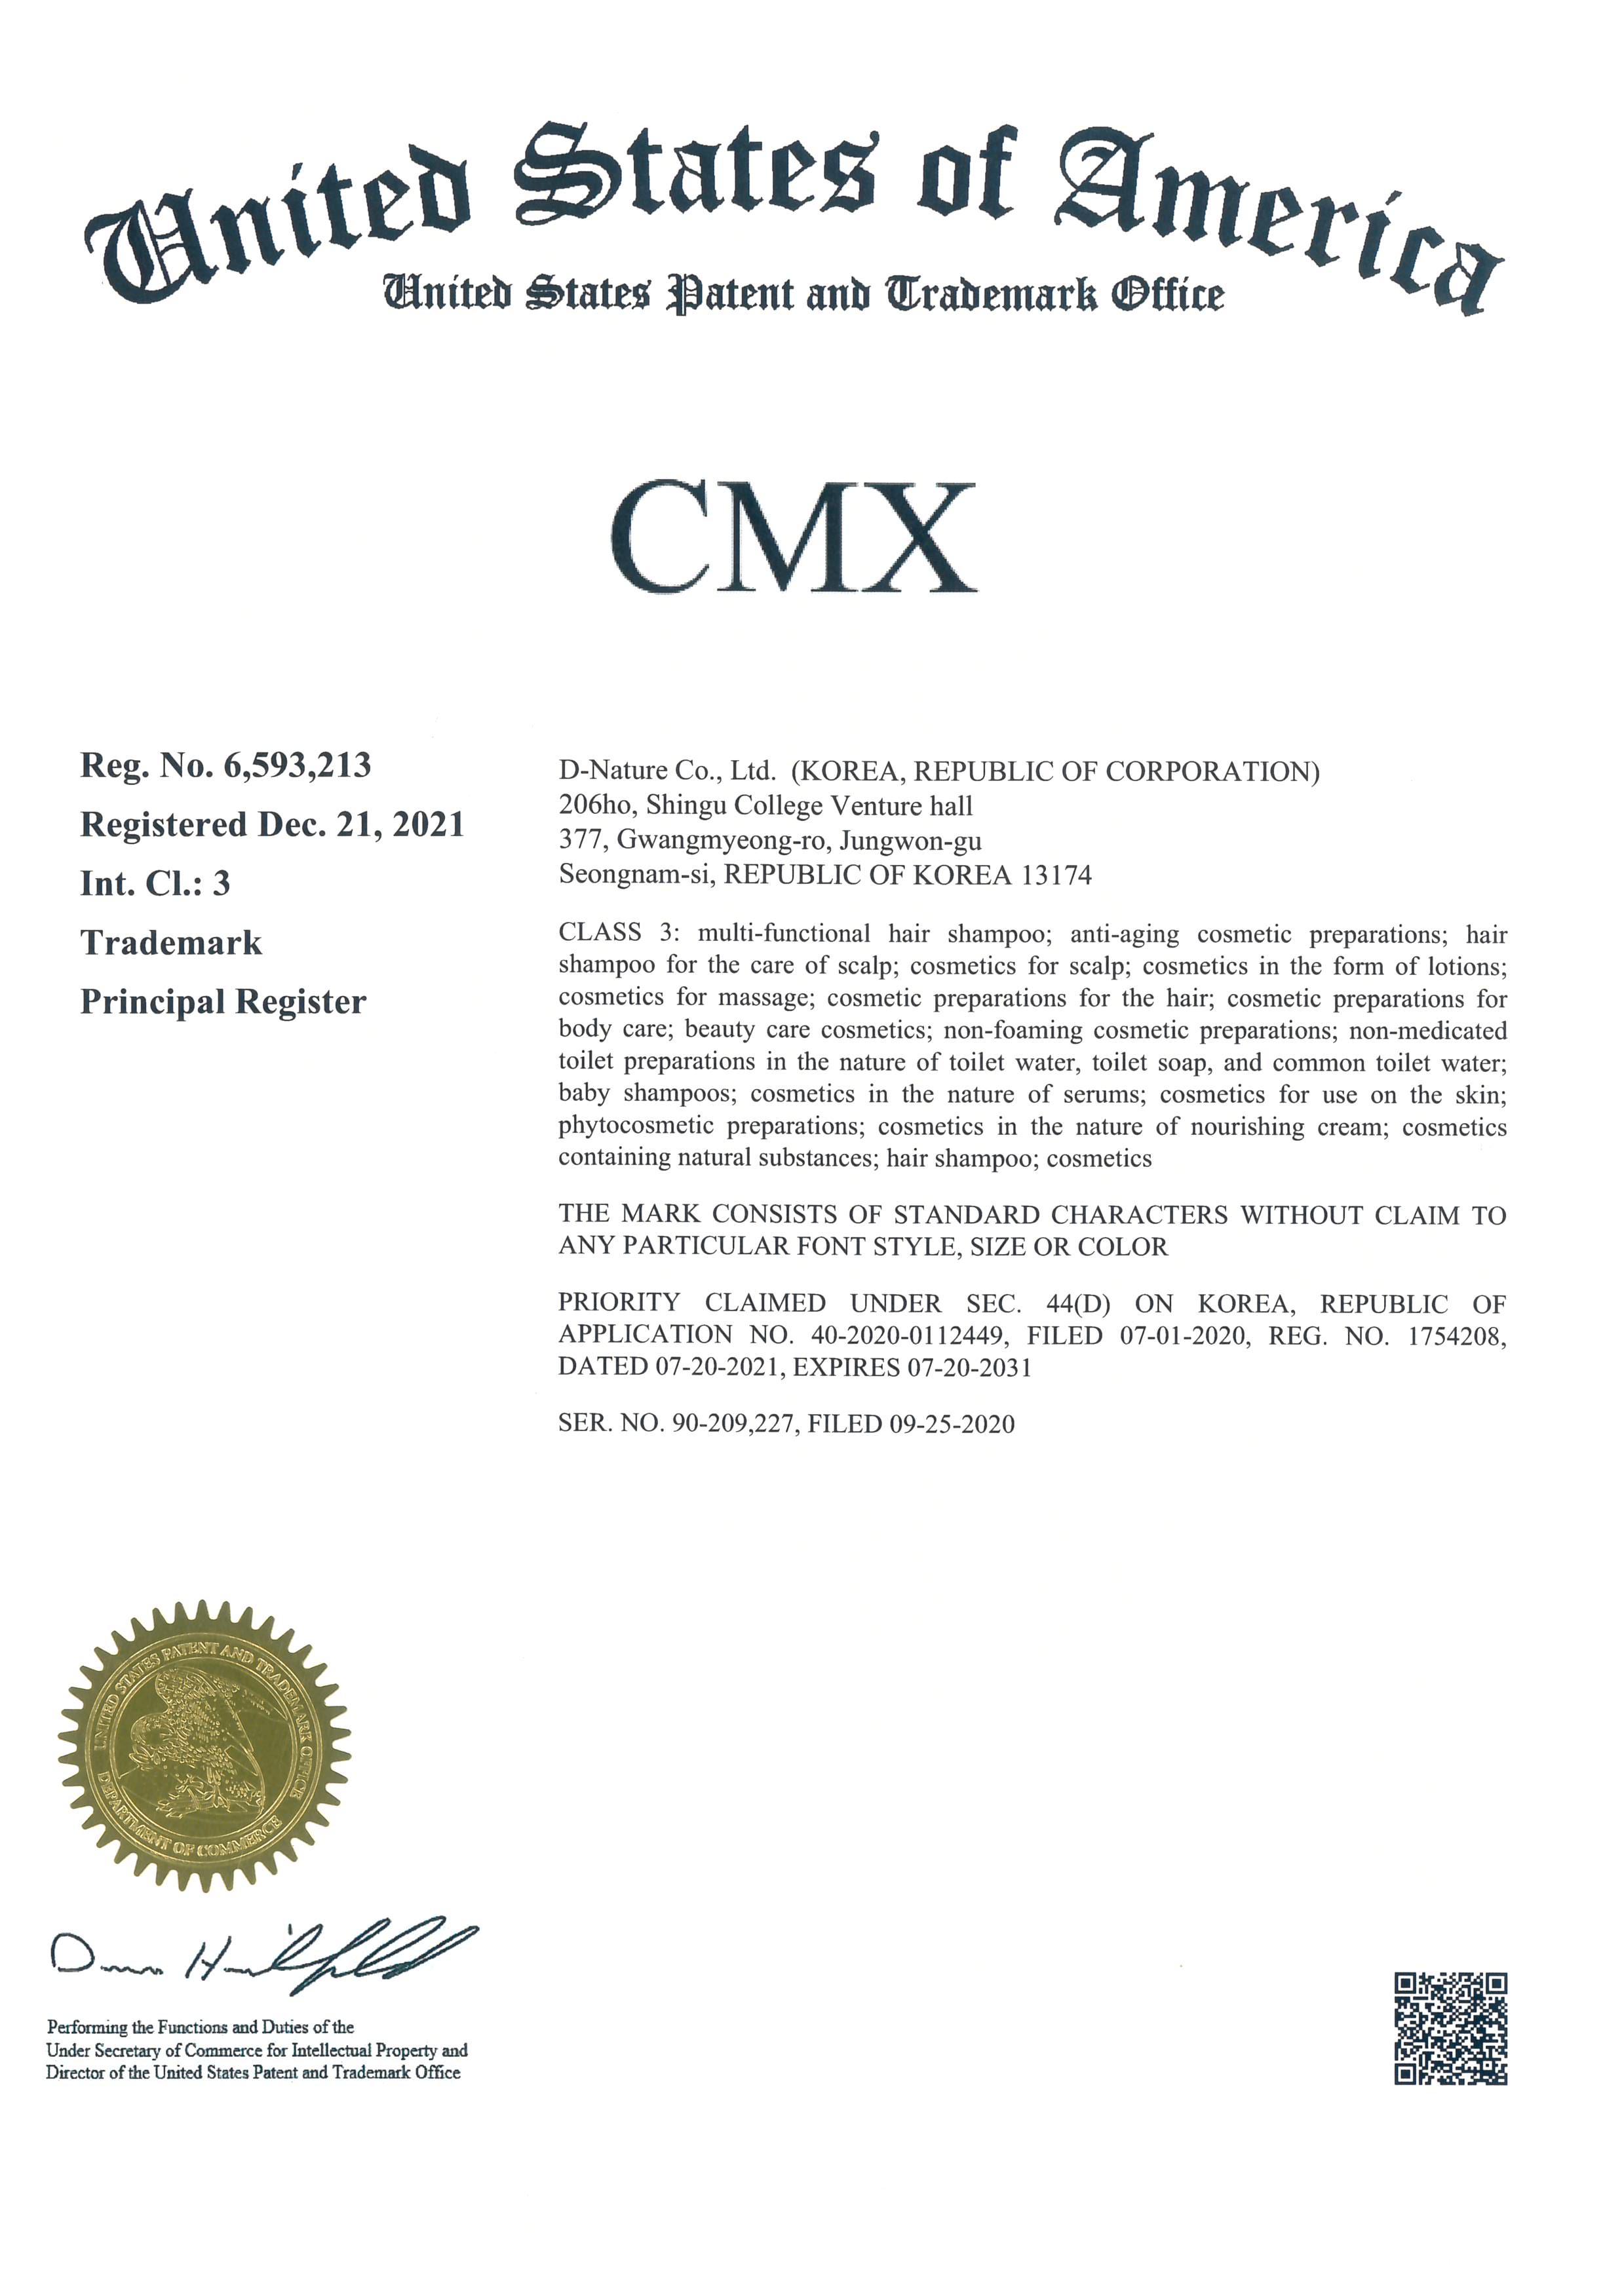 United States of America
United States Patent and Trademark Office
CMX
Reg. No. 6,593,213
Registered Dec. 21, 2021
Int. Cl.: 3
Trademark
Principal Register
D-Nature Co., Ltd. (KOREA, REPUBLIC OF CORPORATION)
206ho, Shingu College Venture hall
377, Gwangmyeong-ro, Jungwon-gu
Seongnam-si, REPUBLIC OF KOREA 13174
CLASS 3: multi-functional hair shampoo; anti-aging cosmetic preparations; hair
shampoo for the care of scalp; cosmetics for scalp; cosmetics in the form of lotions;
cosmetics for massage; cosmetic preparations for the hair; cosmetic preparations for
body care; beauty care cosmetics; non-foaming cosmetic preparations; non-medicated
toilet preparations in the nature of toilet water, toilet soap, and common toilet water;
baby shampoos; cosmetics in the nature of serums; cosmetics for use on the skin;
phytocosmetic preparations; cosmetics in the nature of nourishing cream; cosmetics
containing natural substances; hair shampoo; cosmetics
THE MARK CONSISTS OF STANDARD CHARACTERS WITHOUT CLAIM TO
ANY PARTICULAR FONT STYLE, SIZE OR COLOR
PRIORITY CLAIMED UNDER SEC. 44(D) ON KOREA, REPUBLIC OF
APPLICATION NO. 40-2020-0112449, FILED 07-01-2020, REG. NO. 1754208,
DATED 07-20-2021, EXPIRES 07-20-2031
SER. NO. 90-209,227, FILED 09-25-2020
UNITED STATES PATENT AND TRADEMARK OFFICE
DEPARTMENT OF COMMERCE
Performing the Functions and Duties of the
Under Secretary of Commerce for Intellectual Property and
Director of the United States Patent and Trademark Office